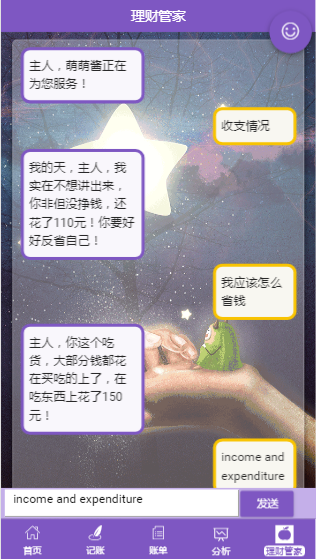 理财管家
主人，萌萌酱正在
为您服务！
收支情况
我的天，主人，我
实在不想讲出来，
你非但没挣钱，还
花了110元！你要好
好反省自己！
我应该怎么
省钱
主人，你这个吃
货，大部分钱都花
在买吃的上了，在
吃东西上花了150
元！
income and
expenditure
income and expenditure
发送
首页
记账
账单
分析
理财管家